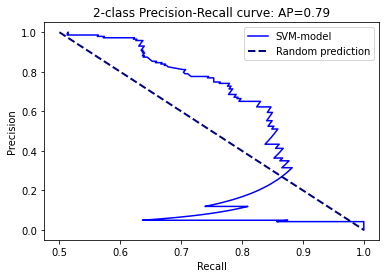 2-class Precision-Recall curve: AP=0.79
SVM-model
Random prediction
Precision
1.0
0.8
0.6
0.4
0.2
0.0
0.5
0.6
0.7
0.8
0.9
1.0
Recall